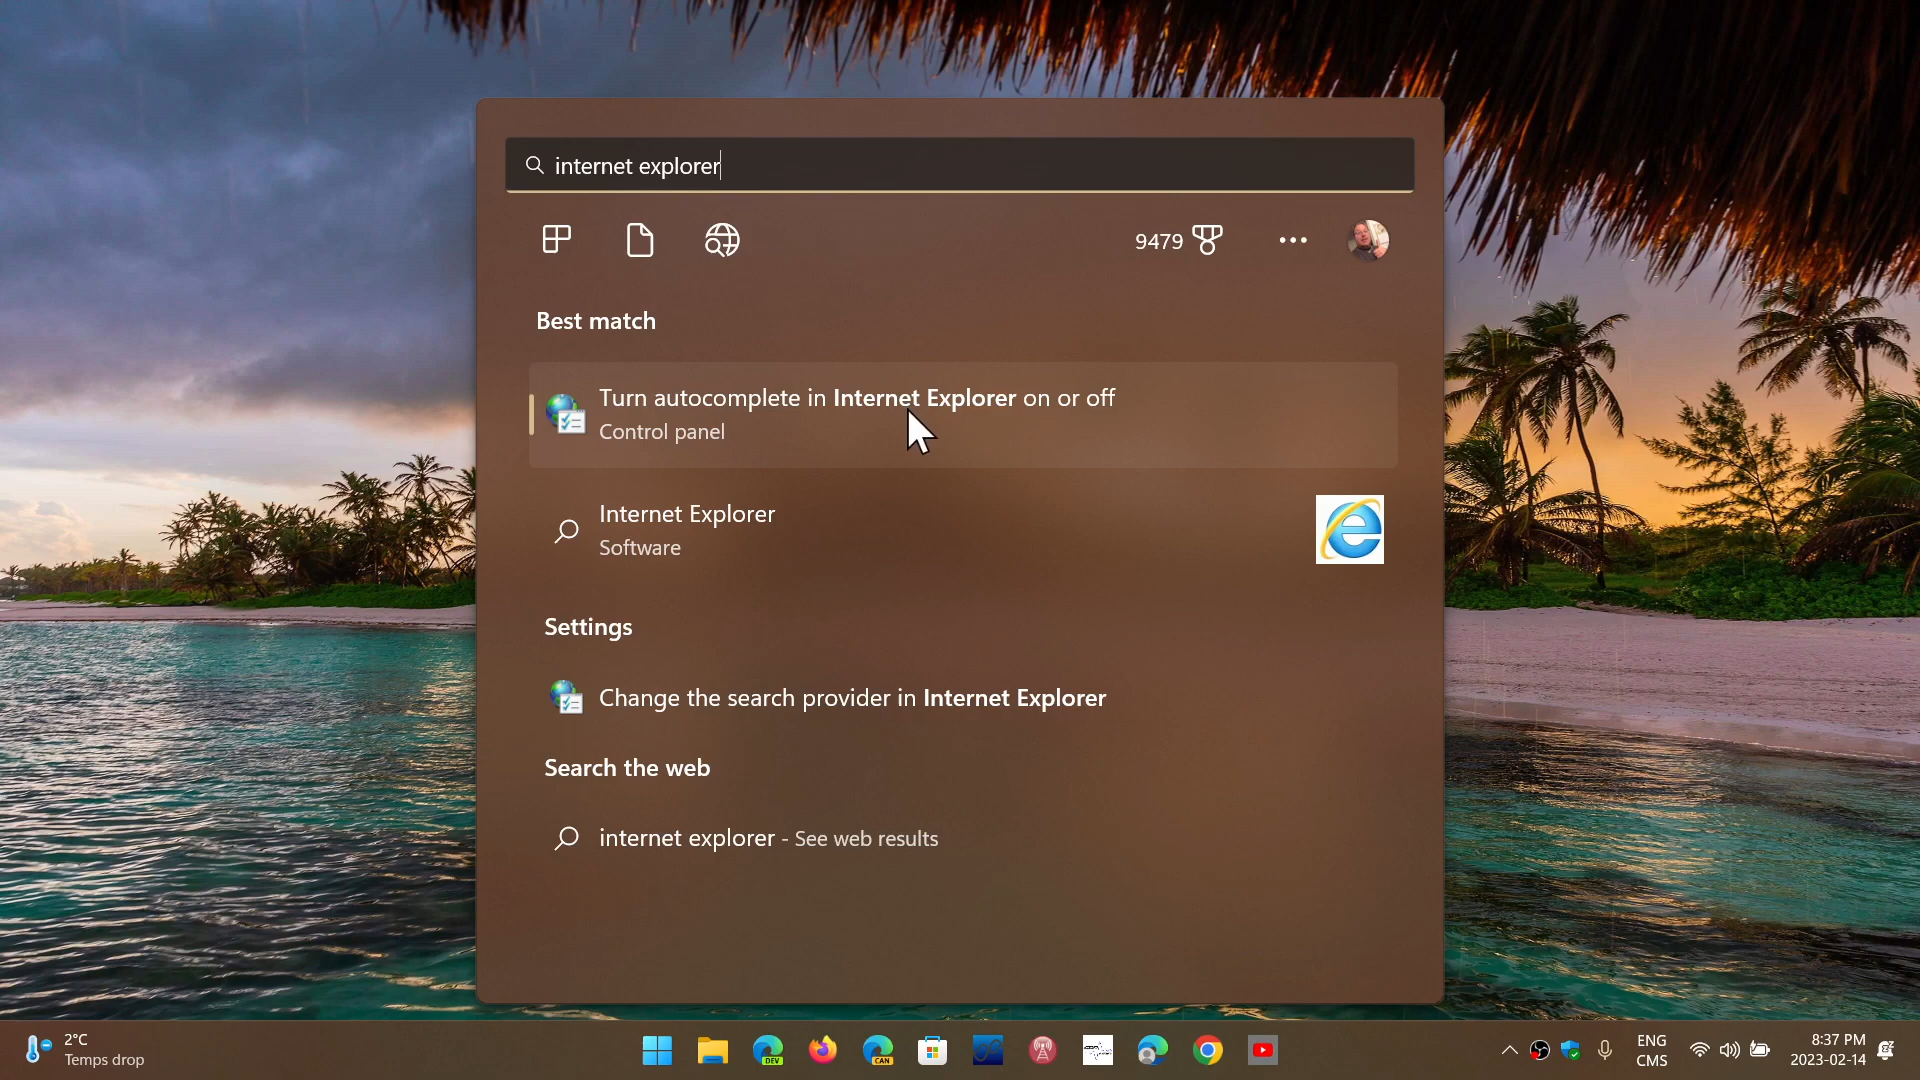 internet explorer
9479
Best match
Turn autocomplete in Internet Explorer on or off
Control panel
Internet Explorer
Software
Settings
Change the search provider in Internet Explorer
Search the web
internet explorer - See web results
2°C
Temps drop
DEV
CAN
ENG
CMS
8:37 PM
2023-02-14